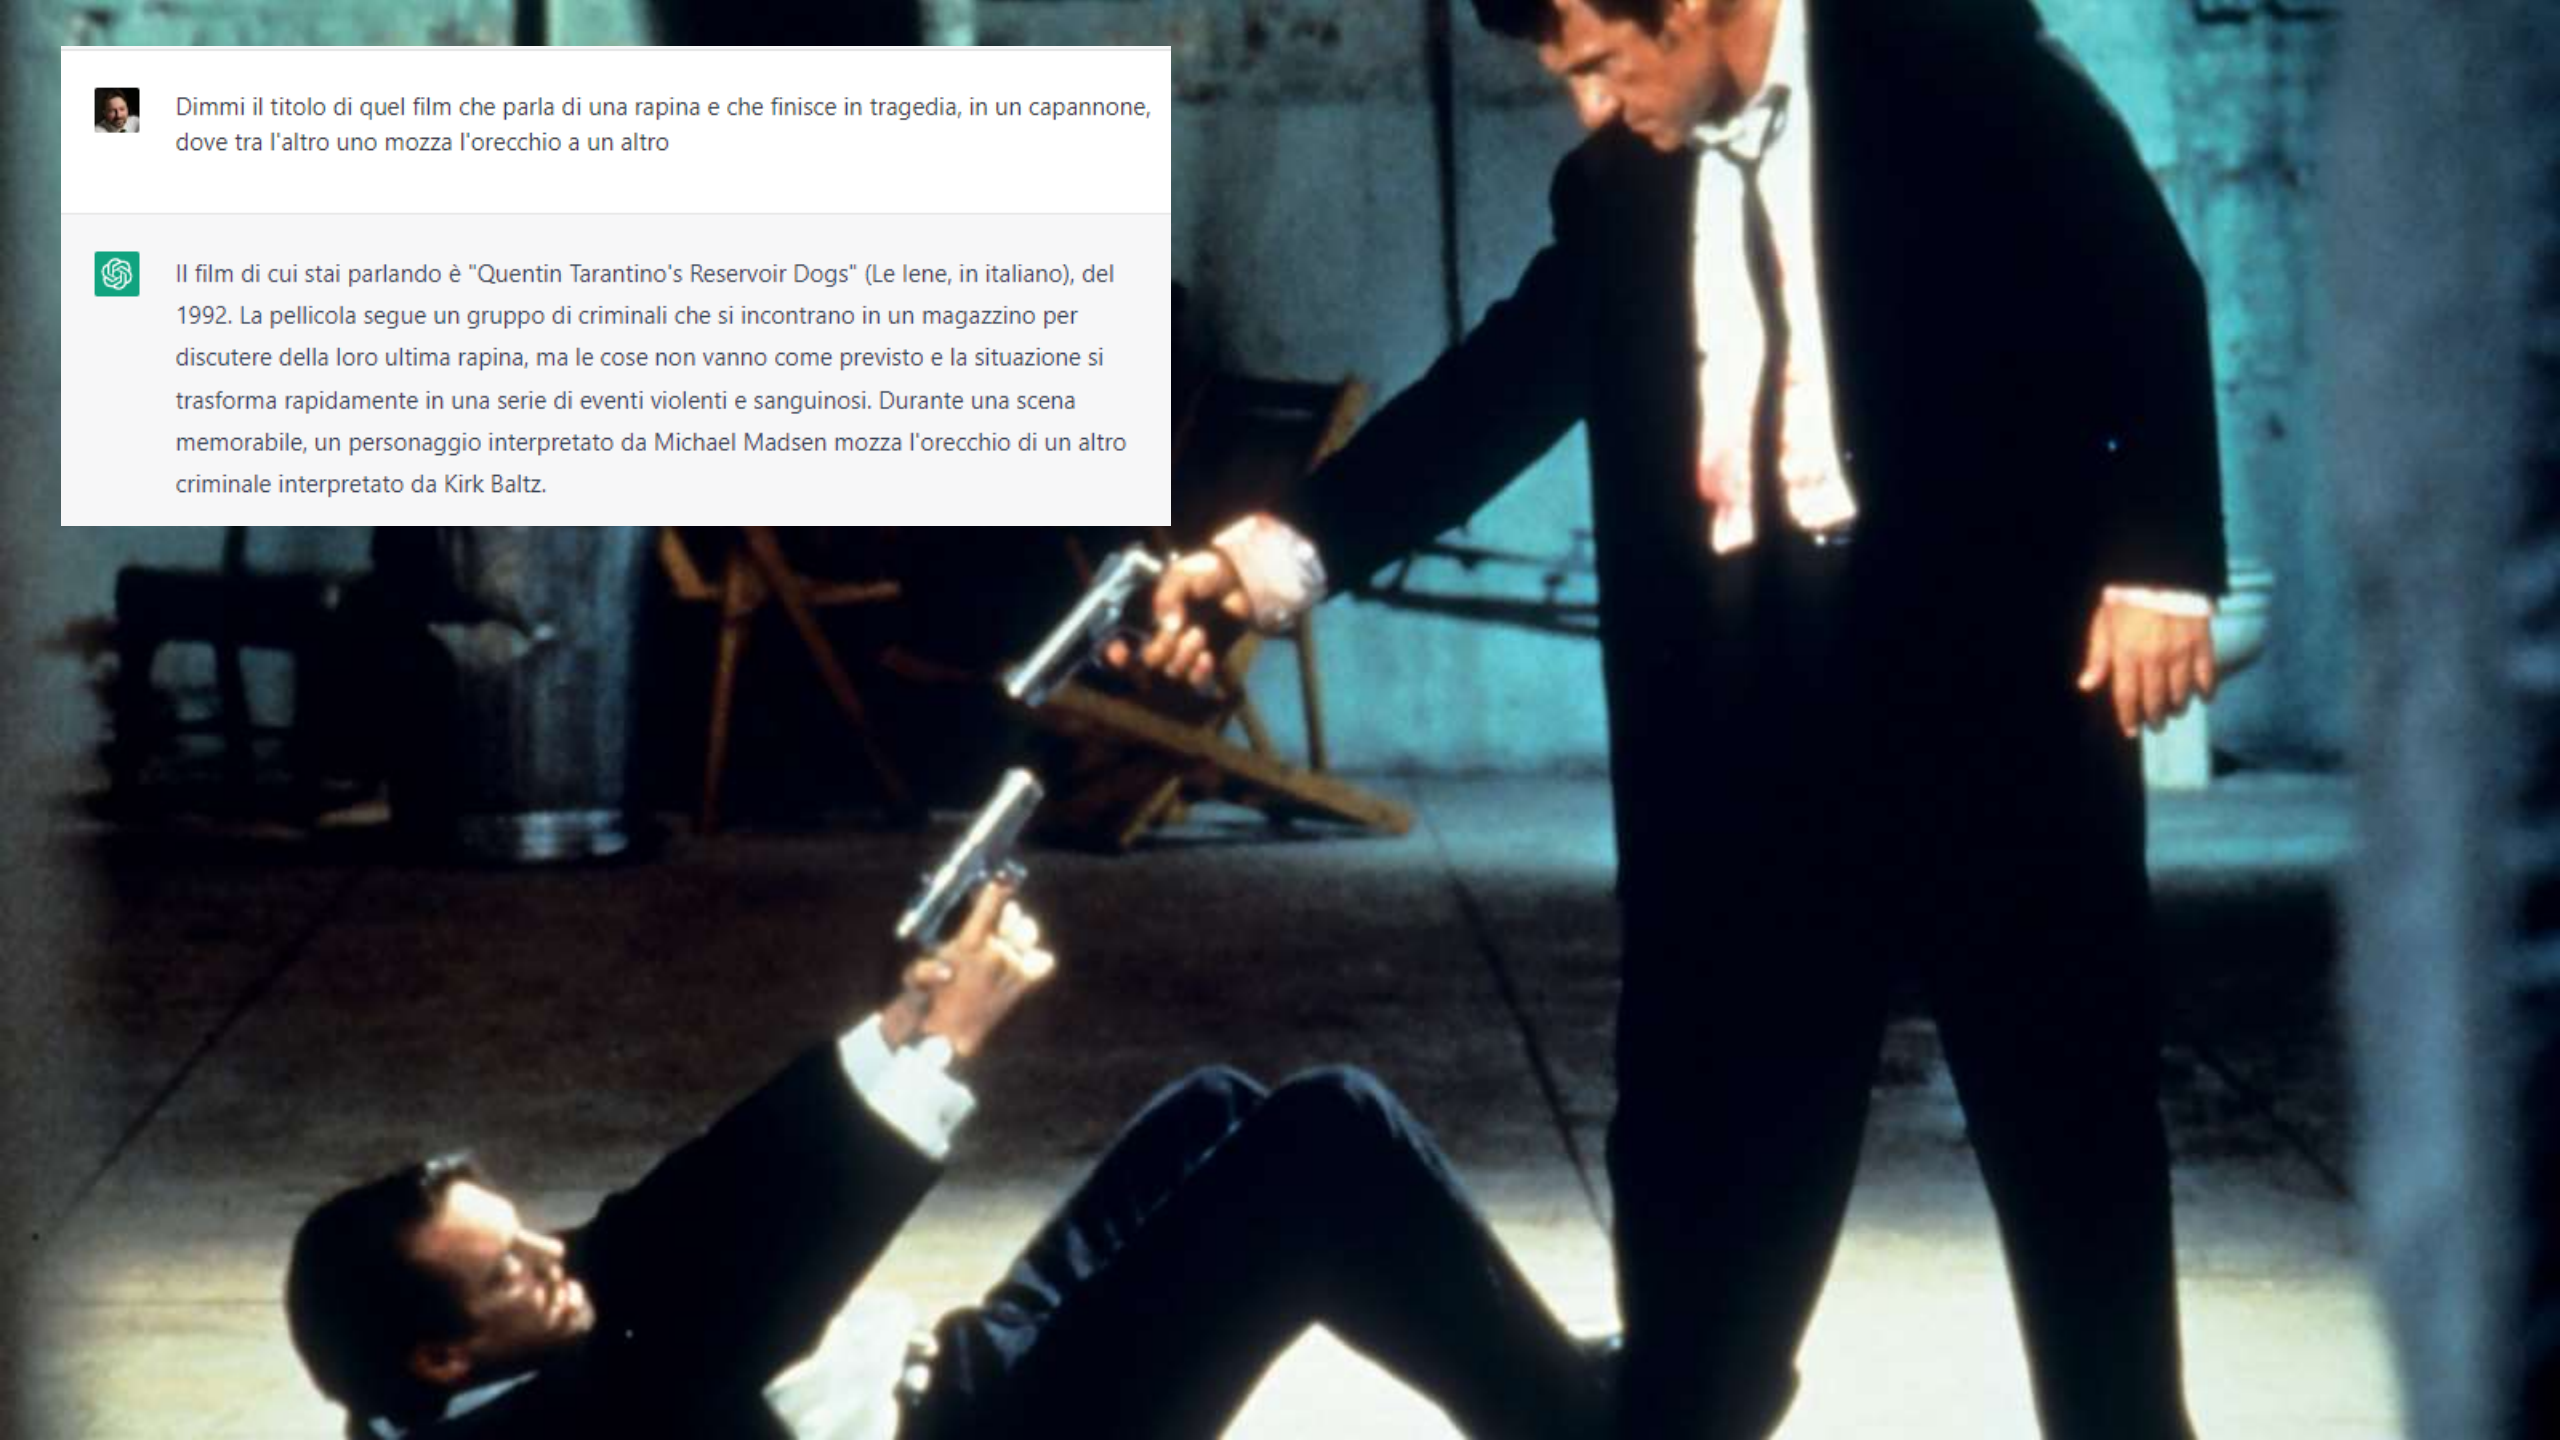 Dimmi il titolo di quel film che parla di una rapina e che finisce in tragedia, in un capannone,
dove tra l'altro uno mozza l'orecchio a un altro
Il film di cui stai parlando è "Quentin Tarantino's Reservoir Dogs" (Le Iene, in italiano), del
1992. La pellicola segue un gruppo di criminali che si incontrano in un magazzino per
discutere della loro ultima rapina, ma le cose non vanno come previsto e la situazione si
trasforma rapidamente in una serie di eventi violenti e sanguinosi. Durante una scena
memorabile, un personaggio interpretato da Michael Madsen mozza l'orecchio di un altro
criminale interpretato da Kirk Baltz.